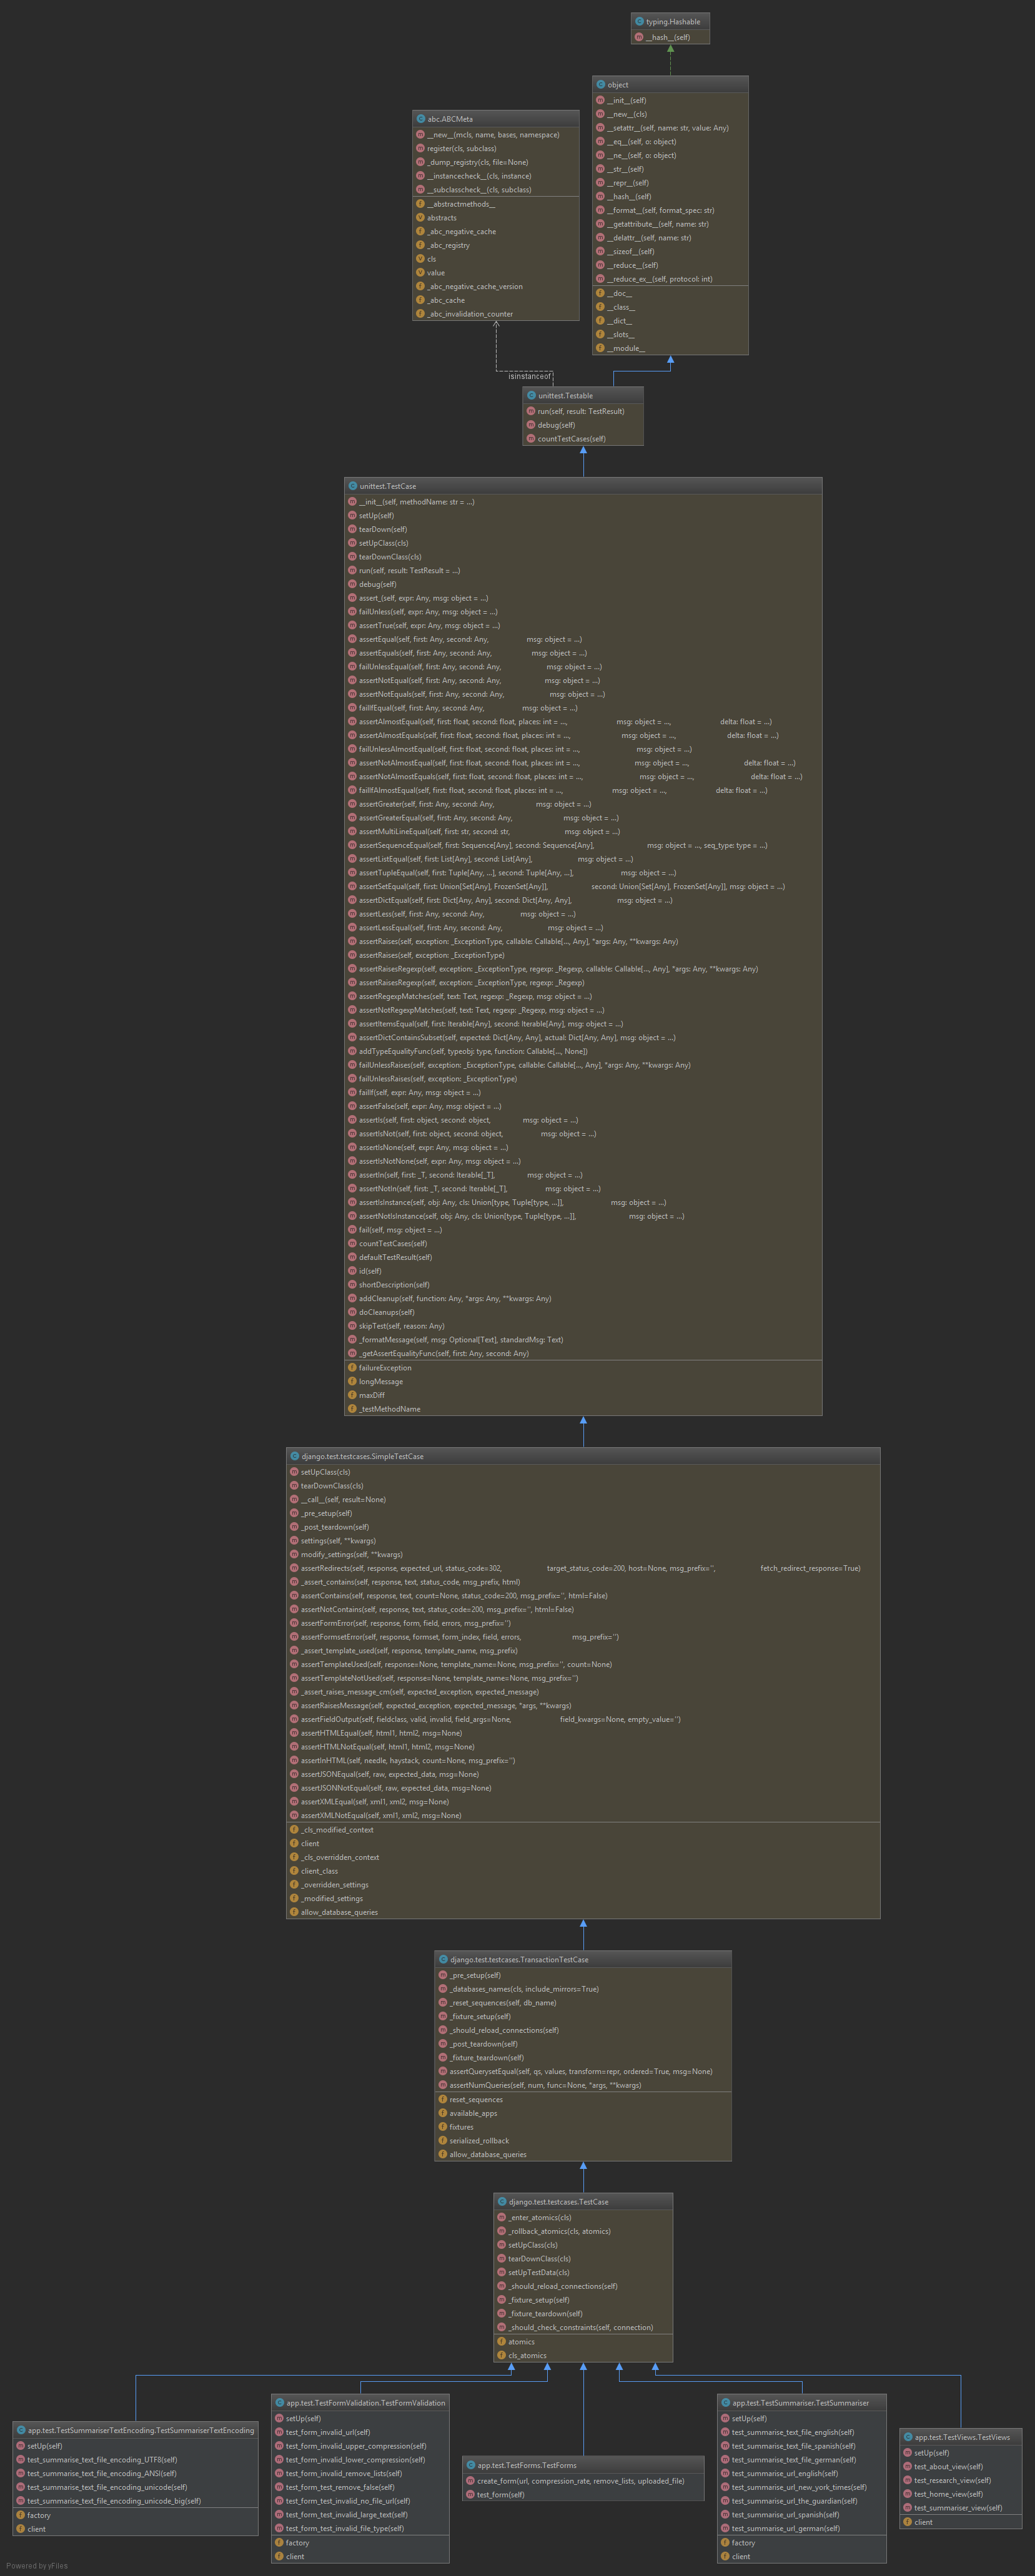 typing.Hashable
__hash__(self)
object
__init__(self)
__new__(cls)
__setattr__(self, name: str, value: Any)
__eq__(self, o: object)
__ne__(self, o: object)
__str__(self)
__repr__(self)
__hash__(self)
__format__(self, format_spec: str)
__getattribute__(self, name: str)
__delattr__(self, name: str)
__sizeof__(self)
__reduce__(self)
__reduce_ex__(self, protocol: int)
__doc__
__class__
__dict__
__slots__
__module__
abc.ABCMeta
__new__(mcls, name, bases, namespace)
register(cls, subclass)
_dump_registry(cls, file=None)
__instancecheck__(cls, instance)
__subclasscheck__(cls, subclass)
__abstractmethods__
abstracts
_abc_negative_cache
_abc_registry
cls
value
_abc_negative_cache_version
_abc_cache
_abc_invalidation_counter
isinstanceof
unittest.Testable
run(self, result: TestResult)
debug(self)
countTestCases(self)
unittest.TestCase
__init__(self, methodName: str = ...)
setUp(self)
tearDown(self)
setUpClass(cls)
tearDownClass(cls)
run(self, result: TestResult = ...)
debug(self)
assert_(self, expr: Any, msg: object = ...)
failUnless(self, expr: Any, msg: object = ...)
assertTrue(self, expr: Any, msg: object = ...)
assertEqual(self, first: Any, second: Any, msg: object = ...)
assertEquals(self, first: Any, second: Any, msg: object = ...)
failUnlessEqual(self, first: Any, second: Any, msg: object = ...)
assertNotEqual(self, first: Any, second: Any, msg: object = ...)
assertNotEquals(self, first: Any, second: Any, msg: object = ...)
failIfEqual(self, first: Any, second: Any, msg: object = ...)
assertAlmostEqual(self, first: float, second: float, places: int = ..., msg: object = ..., delta: float = ...)
assertAlmostEquals(self, first: float, second: float, places: int = ..., msg: object = ..., delta: float = ...)
failUnlessAlmostEqual(self, first: float, second: float, places: int = ..., msg: object = ...)
assertNotAlmostEqual(self, first: float, second: float, places: int = ..., msg: object = ..., delta: float = ...)
assertNotAlmostEquals(self, first: float, second: float, places: int = ..., msg: object = ..., delta: float = ...)
failIfAlmostEqual(self, first: float, second: float, places: int = ..., msg: object = ..., delta: float = ...)
assertGreater(self, first: Any, second: Any, msg: object = ...)
assertGreaterEqual(self, first: Any, second: Any, msg: object = ...)
assertMultiLineEqual(self, first: str, second: str, msg: object = ...)
assertSequenceEqual(self, first: Sequence[Any], second: Sequence[Any], msg: object = ..., seq_type: type = ...)
assertListEqual(self, first: List[Any], second: List[Any], msg: object = ...)
assertTupleEqual(self, first: Tuple[Any, ...], second: Tuple[Any, ...], msg: object = ...)
assertSetEqual(self, first: Union[Set[Any], FrozenSet[Any]], second: Union[Set[Any], FrozenSet[Any]], msg: object = ...)
assertDictEqual(self, first: Dict[Any, Any], second: Dict[Any, Any], msg: object = ...)
assertLess(self, first: Any, second: Any, msg: object = ...)
assertLessEqual(self, first: Any, second: Any, msg: object = ...)
assertRaises(self, exception: _ExceptionType, callable: Callable[..., Any], *args: Any, **kwargs: Any)
assertRaises(self, exception: _ExceptionType)
assertRaisesRegexp(self, exception: _ExceptionType, regexp: _Regexp, callable: Callable[..., Any], *args: Any, **kwargs: Any)
assertRaisesRegexp(self, exception: _ExceptionType, regexp: _Regexp)
assertRegexpMatches(self, text: Text, regexp: _Regexp, msg: object = ...)
assertNotRegexpMatches(self, text: Text, regexp: _Regexp, msg: object = ...)
assertItemsEqual(self, first: Iterable[Any], second: Iterable[Any], msg: object = ...)
assertDictContainsSubset(self, expected: Dict[Any, Any], actual: Dict[Any, Any], msg: object = ...)
addTypeEqualityFunc(self, typeobj: type, function: Callable[..., None])
failUnlessRaises(self, exception: _ExceptionType, callable: Callable[..., Any], *args: Any, **kwargs: Any)
failUnlessRaises(self, exception: _ExceptionType)
failIf(self, expr: Any, msg: object = ...)
assertFalse(self, expr: Any, msg: object = ...)
assertIs(self, first: object, second: object, msg: object = ...)
assertIsNot(self, first: object, second: object, msg: object = ...)
assertIsNone(self, expr: Any, msg: object = ...)
assertIsNotNone(self, expr: Any, msg: object = ...)
assertIn(self, first: _T, second: Iterable[_T], msg: object = ...)
assertNotIn(self, first: _T, second: Iterable[_T], msg: object = ...)
assertIsInstance(self, obj: Any, cls: Union[type, Tuple[type, ...]], msg: object = ...)
assertNotIsInstance(self, obj: Any, cls: Union[type, Tuple[type, ...]], msg: object = ...)
fail(self, msg: object = ...)
countTestCases(self)
defaultTestResult(self)
id(self)
shortDescription(self)
addCleanup(self, function: Any, *args: Any, **kwargs: Any)
doCleanups(self)
skipTest(self, reason: Any)
_formatMessage(self, msg: Optional[Text], standardMsg: Text)
_getAssertEqualityFunc(self, first: Any, second: Any)
failureException
longMessage
maxDiff
_testMethodName
django.test.testcases.SimpleTestCase
setUpClass(cls)
tearDownClass(cls)
__call__(self, result=None)
_pre_setup(self)
_post_teardown(self)
settings(self, **kwargs)
modify_settings(self, **kwargs)
assertRedirects(self, response, expected_url, status_code=302, target_status_code=200, host=None, msg_prefix='', fetch_redirect_response=True)
_assert_contains(self, response, text, status_code, msg_prefix, html)
assertContains(self, response, text, count=None, status_code=200, msg_prefix='', html=False)
assertNotContains(self, response, text, status_code=200, msg_prefix='', html=False)
assertFormError(self, response, form, field, errors, msg_prefix='')
assertFormsetError(self, response, formset, form_index, field, errors, msg_prefix='')
_assert_template_used(self, response, template_name, msg_prefix)
assertTemplateUsed(self, response=None, template_name=None, msg_prefix='', count=None)
assertTemplateNotUsed(self, response=None, template_name=None, msg_prefix='')
_assert_raises_message_cm(self, expected_exception, expected_message)
assertRaisesMessage(self, expected_exception, expected_message, *args, **kwargs)
assertFieldOutput(self, fieldclass, valid, invalid, field_args=None, field_kwargs=None, empty_value='')
assertHTMLEqual(self, html1, html2, msg=None)
assertHTMLNotEqual(self, html1, html2, msg=None)
assertInHTML(self, needle, haystack, count=None, msg_prefix='')
assertJSONEqual(self, raw, expected_data, msg=None)
assertJSONNotEqual(self, raw, expected_data, msg=None)
assertXMLEqual(self, xml1, xml2, msg=None)
assertXMLNotEqual(self, xml1, xml2, msg=None)
_cls_modified_context
client
_cls_overridden_context
client_class
_overridden_settings
_modified_settings
allow_database_queries
django.test.testcases.TransactionTestCase
_pre_setup(self)
_databases_names(cls, include_mirrors=True)
_reset_sequences(self, db_name)
_fixture_setup(self)
_should_reload_connections(self)
_post_teardown(self)
_fixture_teardown(self)
assertQuerysetEqual(self, qs, values, transform=repr, ordered=True, msg=None)
assertNumQueries(self, num, func=None, *args, **kwargs)
reset_sequences
available_apps
fixtures
serialized_rollback
allow_database_queries
django.test.testcases.TestCase
_enter_atomics(cls)
_rollback_atomics(cls, atomics)
setUpClass(cls)
tearDownClass(cls)
setUpTestData(cls)
_should_reload_connections(self)
_fixture_setup(self)
_fixture_teardown(self)
_should_check_constraints(self, connection)
atomics
cls_atomics
app.test.TestSummariserTextEncoding.TestSummariserTextEncoding
setUp(self)
test_summarise_text_file_encoding_UTF8(self)
test_summarise_text_file_encoding_ANSI(self)
test_summarise_text_file_encoding_unicode(self)
test_summarise_text_file_encoding_unicode_big(self)
factory
client
app.test.TestFormValidation.TestFormValidation
setUp(self)
test_form_invalid_url(self)
test_form_invalid_upper_compression(self)
test_form_invalid_lower_compression(self)
test_form_invalid_remove_lists(self)
test_form_test_remove_false(self)
test_form_test_invalid_no_file_url(self)
test_form_test_invalid_large_text(self)
test_form_test_invalid_file_type(self)
factory
client
app.test.TestForms.TestForms
create_form(url, compression_rate, remove_lists, uploaded_file)
test_form(self)
app.test.TestSummariser.TestSummariser
setUp(self)
test_summarise_text_file_english(self)
test_summarise_text_file_spanish(self)
test_summarise_text_file_german(self)
test_summarise_url_english(self)
test_summarise_url_new_york_times(self)
test_summarise_url_the_guardian(self)
test_summarise_url_spanish(self)
test_summarise_url_german(self)
factory
client
app.test.TestViews.TestViews
setUp(self)
test_about_view(self)
test_research_view(self)
test_home_view(self)
test_summariser_view(self)
client
Powered by yFiles